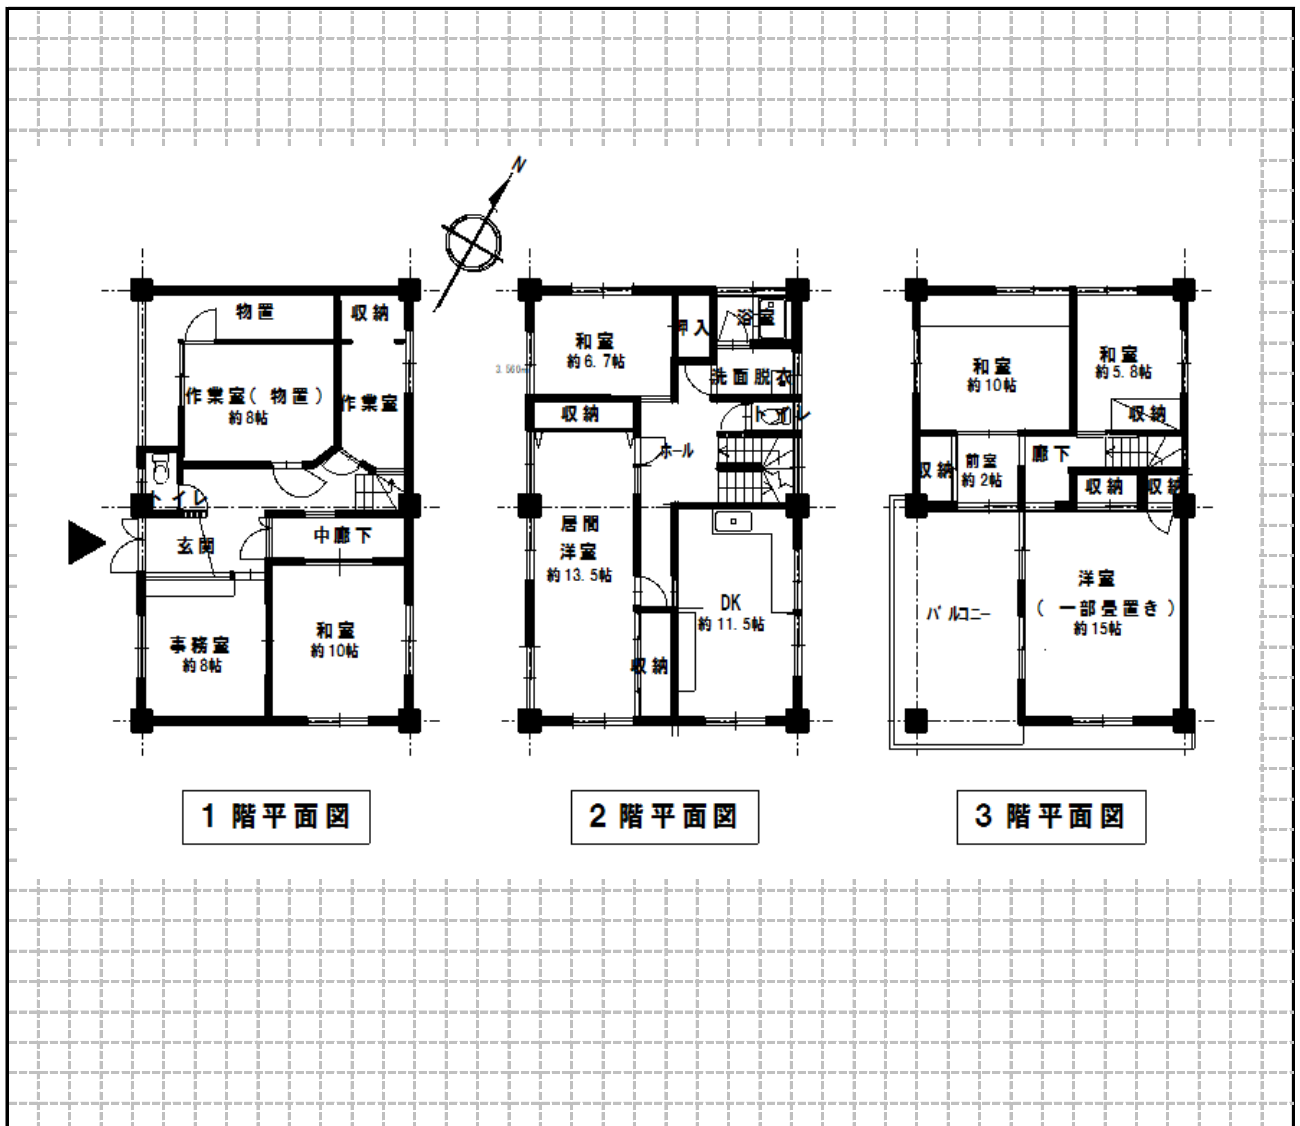 N
物置
収納
作業室(物置)
約8帖
作業室
トイレ
玄関
中廊下
事務室
約8帖
和室
約10帖
1階平面図
3.560m
和室
約6.7帖
押入
浴室
洗面脱衣
収納
トイレ
ホール
居間
洋室
約13.5帖
DK
約11.5帖
収納
2階平面図
和室
約10帖
和室
約5.8帖
収納
収納
前室
約2帖
廊下
収納
収納
バルコニー
洋室
(一部畳置き)
約15帖
3階平面図